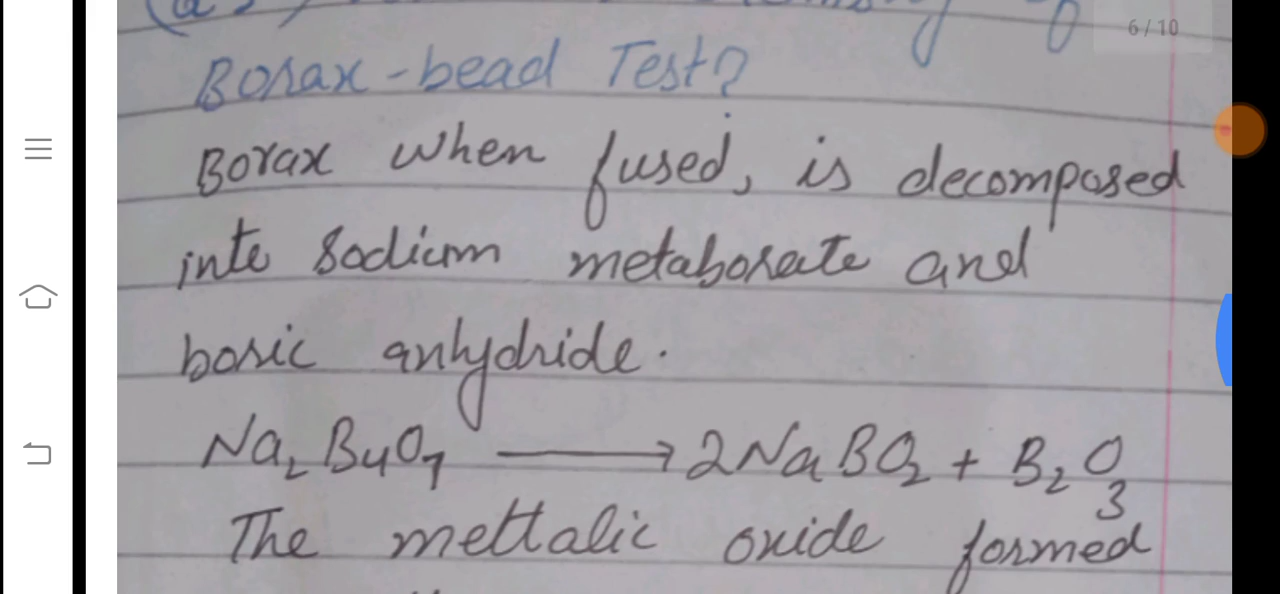 6/10
Borax-bead Test?
Borax when fused, is decomposed
inte Sodium metaborate and
boric anhydride.
Na₂B₄O₇ ⟶ 2NaBO₂ + B₂O₃
The mettalic oxide formed